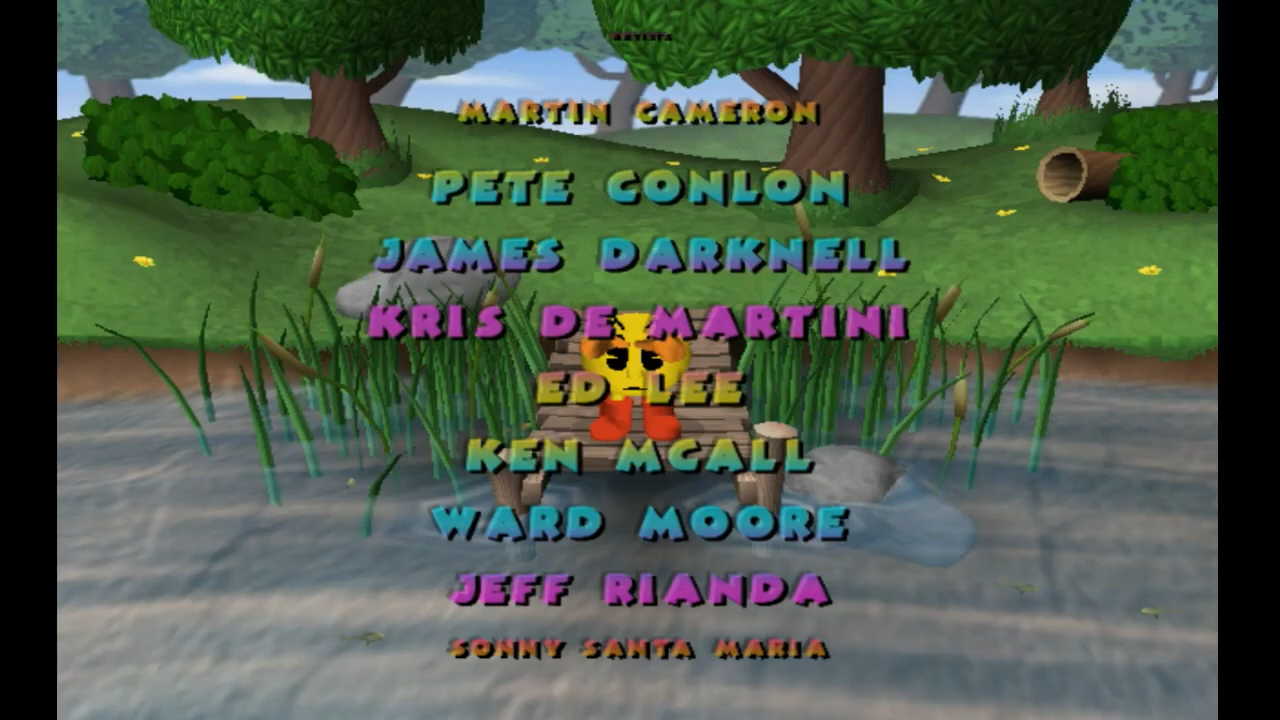 ARTISTS
MARTIN CAMERON
PETE CONLON
JAMES DARKNELL
KRIS DE MARTINI
ED LEE
KEN MCALL
WARD MOORE
JEFF RIANDA
SONNY SANTA MARIA